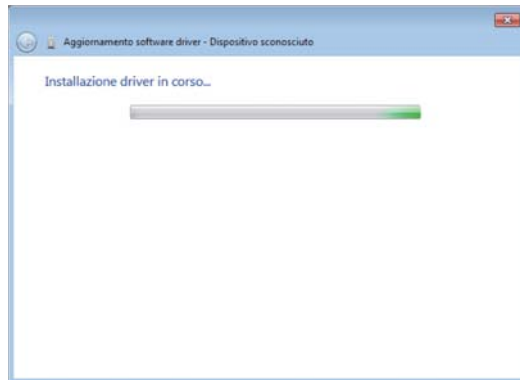 Aggiornamento software driver - Dispositivo sconosciuto
Installazione driver in corso...